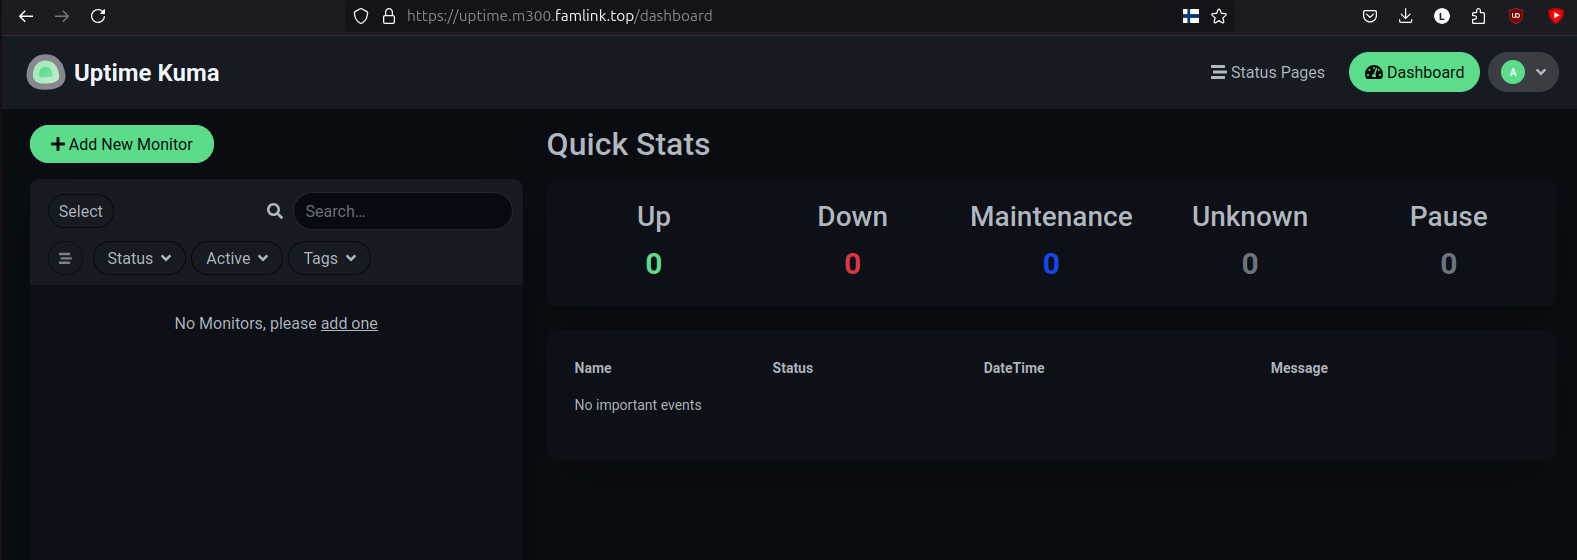 https://uptime.m300.famlink.top/dashboard
L
UO
Uptime Kuma
Status Pages
Dashboard
A
Add New Monitor
Quick Stats
Select
Search...
Status
Active
Tags
Up
Down
Maintenance
Unknown
Pause
0
0
0
0
0
No Monitors, please add one
Name
Status
DateTime
Message
No important events